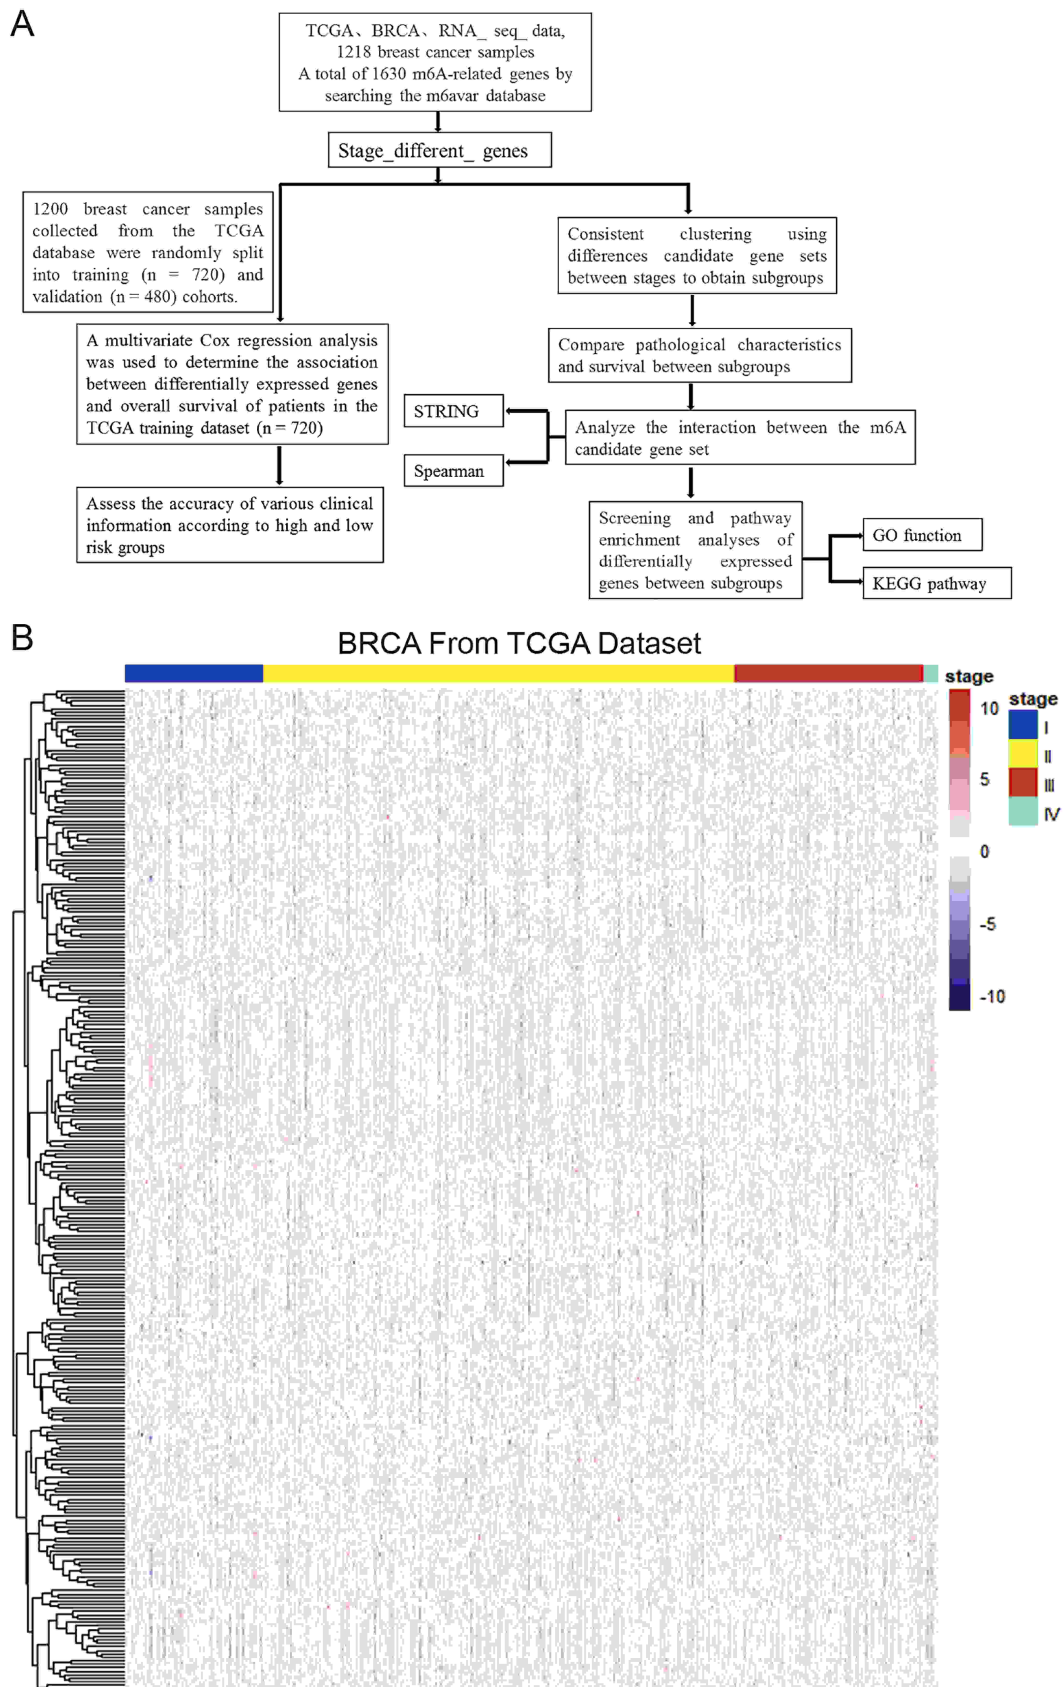 A
TCGA、BRCA、RNA_ seq_ data,
1218 breast cancer samples
A total of 1630 m6A-related genes by
searching the m6avar database
Stage_different_ genes
1200 breast cancer samples
collected from the TCGA
database were randomly split
into training (n = 720) and
validation (n = 480) cohorts.
A multivariate Cox regression analysis
was used to determine the association
between differentially expressed genes
and overall survival of patients in the
TCGA training dataset (n = 720)
Assess the accuracy of various clinical
information according to high and low
risk groups
Consistent clustering using
differences candidate gene sets
between stages to obtain subgroups
Compare pathological characteristics
and survival between subgroups
STRING
Spearman
Analyze the interaction between the m6A
candidate gene set
Screening and pathway
enrichment analyses of
differentially expressed
genes between subgroups
GO function
KEGG pathway
B
BRCA From TCGA Dataset
stage
10
5
0
-5
-10
stage
I
II
III
IV